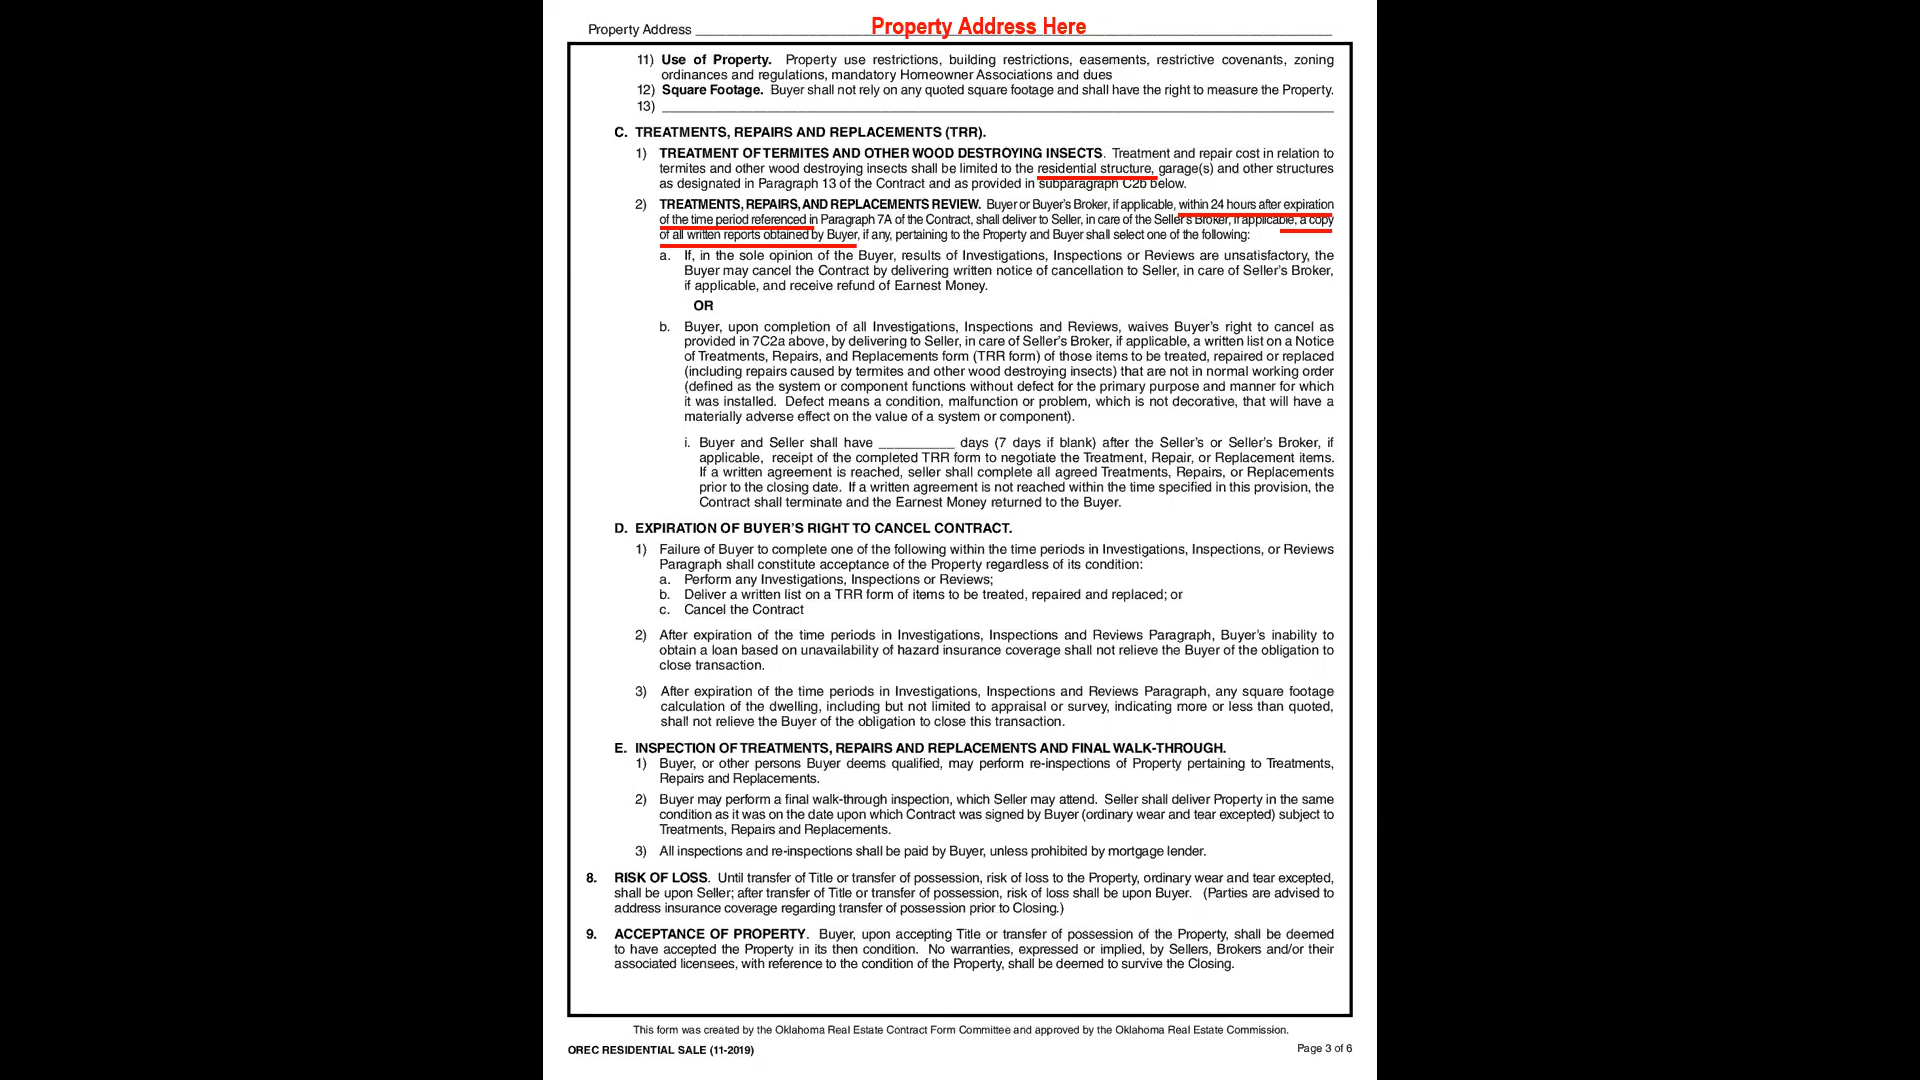 Property Address Property Address Here
11) Use of Property. Property use restrictions, building restrictions, easements, restrictive covenants, zoning
ordinances and regulations, mandatory Homeowner Associations and dues
12) Square Footage. Buyer shall not rely on any quoted square footage and shall have the right to measure the Property.
13)
C. TREATMENTS, REPAIRS AND REPLACEMENTS (TRR).
1) TREATMENT OF TERMITES AND OTHER WOOD DESTROYING INSECTS. Treatment and repair cost in relation to
termites and other wood destroying insects shall be limited to the residential structure, garage(s) and other structures
as designated in Paragraph 13 of the Contract and as provided in subparagraph C2b below.
2) TREATMENTS, REPAIRS, AND REPLACEMENTS REVIEW. Buyer or Buyer's Broker, if applicable, within 24 hours after expiration
of the time period referenced in Paragraph 7A of the Contract, shall deliver to Seller, in care of the Seller's Broker, if applicable, a copy
of all written reports obtained by Buyer, if any, pertaining to the Property and Buyer shall select one of the following:
a. If, in the sole opinion of the Buyer, results of Investigations, Inspections or Reviews are unsatisfactory, the
Buyer may cancel the Contract by delivering written notice of cancellation to Seller, in care of Seller's Broker,
if applicable, and receive refund of Earnest Money.
OR
b. Buyer, upon completion of all Investigations, Inspections and Reviews, waives Buyer's right to cancel as
provided in 7C2a above, by delivering to Seller, in care of Seller's Broker, if applicable, a written list on a Notice
of Treatments, Repairs, and Replacements form (TRR form) of those items to be treated, repaired or replaced
(including repairs caused by termites and other wood destroying insects) that are not in normal working order
(defined as the system or component functions without defect for the primary purpose and manner for which
it was installed. Defect means a condition, malfunction or problem, which is not decorative, that will have a
materially adverse effect on the value of a system or component).
i. Buyer and Seller shall have __________ days (7 days if blank) after the Seller's or Seller's Broker, if
applicable, receipt of the completed TRR form to negotiate the Treatment, Repair, or Replacement items.
If a written agreement is reached, seller shall complete all agreed Treatments, Repairs, or Replacements
prior to the closing date. If a written agreement is not reached within the time specified in this provision, the
Contract shall terminate and the Earnest Money returned to the Buyer.
D. EXPIRATION OF BUYER'S RIGHT TO CANCEL CONTRACT.
1) Failure of Buyer to complete one of the following within the time periods in Investigations, Inspections, or Reviews
Paragraph shall constitute acceptance of the Property regardless of its condition:
a. Perform any Investigations, Inspections or Reviews;
b. Deliver a written list on a TRR form of items to be treated, repaired and replaced; or
c. Cancel the Contract
2) After expiration of the time periods in Investigations, Inspections and Reviews Paragraph, Buyer's inability to
obtain a loan based on unavailability of hazard insurance coverage shall not relieve the Buyer of the obligation to
close transaction.
3) After expiration of the time periods in Investigations, Inspections and Reviews Paragraph, any square footage
calculation of the dwelling, including but not limited to appraisal or survey, indicating more or less than quoted,
shall not relieve the Buyer of the obligation to close this transaction.
E. INSPECTION OF TREATMENTS, REPAIRS AND REPLACEMENTS AND FINAL WALK-THROUGH.
1) Buyer, or other persons Buyer deems qualified, may perform re-inspections of Property pertaining to Treatments,
Repairs and Replacements.
2) Buyer may perform a final walk-through inspection, which Seller may attend. Seller shall deliver Property in the same
condition as it was on the date upon which Contract was signed by Buyer (ordinary wear and tear excepted) subject to
Treatments, Repairs and Replacements.
3) All inspections and re-inspections shall be paid by Buyer, unless prohibited by mortgage lender.
8. RISK OF LOSS. Until transfer of Title or transfer of possession, risk of loss to the Property, ordinary wear and tear excepted,
shall be upon Seller; after transfer of Title or transfer of possession, risk of loss shall be upon Buyer. (Parties are advised to
address insurance coverage regarding transfer of possession prior to Closing.)
9. ACCEPTANCE OF PROPERTY. Buyer, upon accepting Title or transfer of possession of the Property, shall be deemed
to have accepted the Property in its then condition. No warranties, expressed or implied, by Sellers, Brokers and/or their
associated licensees, with reference to the condition of the Property, shall be deemed to survive the Closing.
This form was created by the Oklahoma Real Estate Contract Form Committee and approved by the Oklahoma Real Estate Commission.
OREC RESIDENTIAL SALE (11-2019) Page 3 of 6